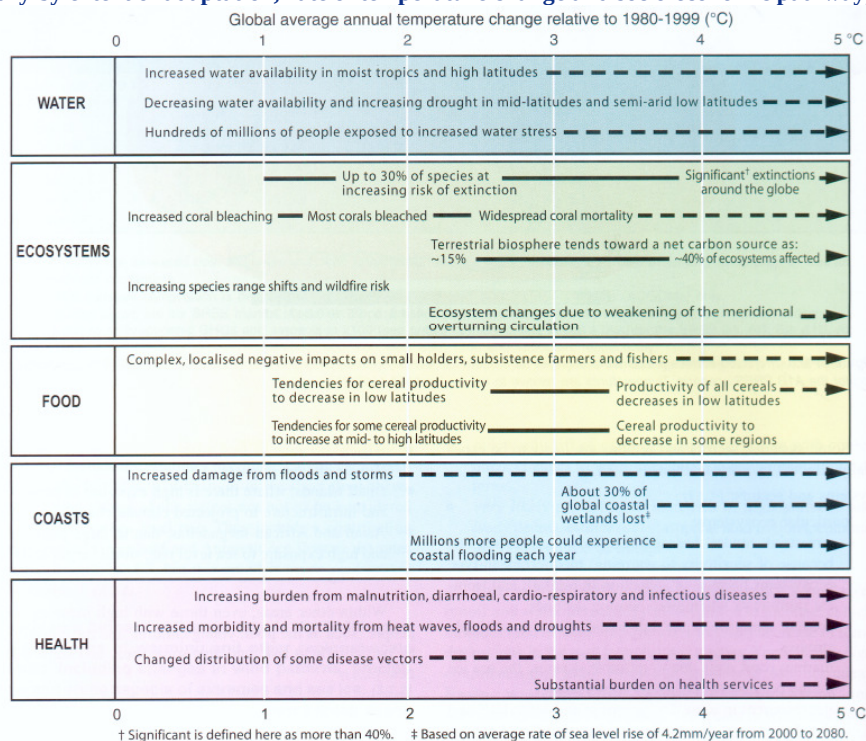 Global average annual temperature change relative to 1980-1999 (°C)
0 1 2 3 4 5 °C
WATER
Increased water availability in moist tropics and high latitudes
Decreasing water availability and increasing drought in mid-latitudes and semi-arid low latitudes
Hundreds of millions of people exposed to increased water stress
ECOSYSTEMS
Up to 30% of species at
increasing risk of extinction
Significant† extinctions
around the globe
Increased coral bleaching Most corals bleached Widespread coral mortality
Terrestrial biosphere tends toward a net carbon source as:
~15% ~40% of ecosystems affected
Increasing species range shifts and wildfire risk
Ecosystem changes due to weakening of the meridional
overturning circulation
FOOD
Complex, localised negative impacts on small holders, subsistence farmers and fishers
Tendencies for cereal productivity
to decrease in low latitudes
Productivity of all cereals
decreases in low latitudes
Tendencies for some cereal productivity
to increase at mid- to high latitudes
Cereal productivity to
decrease in some regions
COASTS
Increased damage from floods and storms
About 30% of
global coastal
wetlands lost‡
Millions more people could experience
coastal flooding each year
HEALTH
Increasing burden from malnutrition, diarrhoeal, cardio-respiratory and infectious diseases
Increased morbidity and mortality from heat waves, floods and droughts
Changed distribution of some disease vectors
Substantial burden on health services
0 1 2 3 4 5 °C
† Significant is defined here as more than 40%. ‡ Based on average rate of sea level rise of 4.2mm/year from 2000 to 2080.